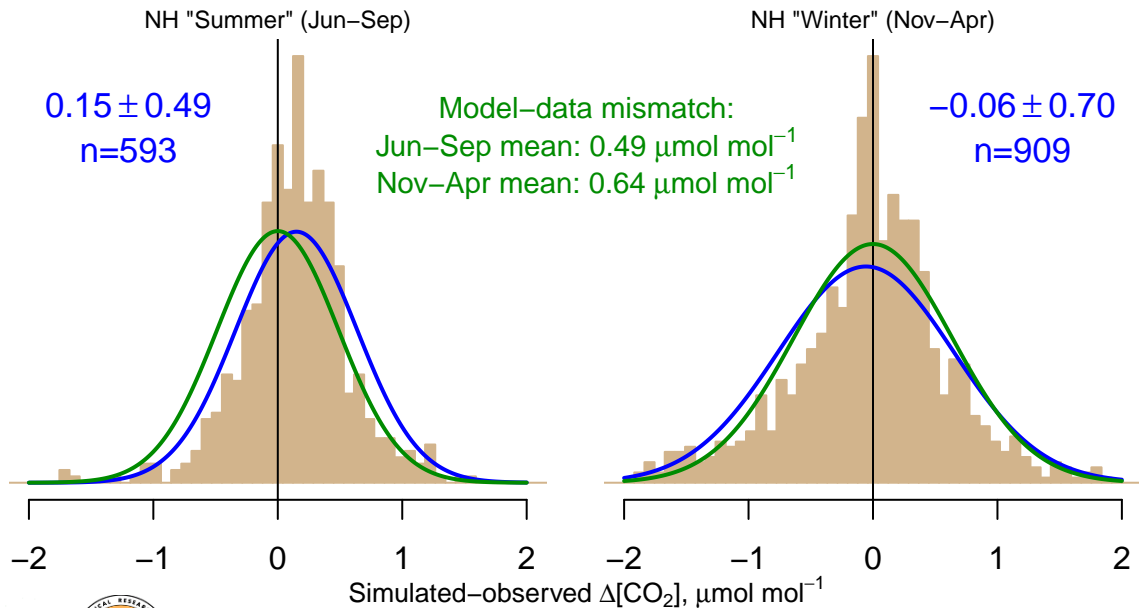 NH "Summer" (Jun−Sep)
NH "Winter" (Nov−Apr)
0.15 ± 0.49
n=593
Model−data mismatch:
Jun−Sep mean: 0.49 μmol mol⁻¹
Nov−Apr mean: 0.64 μmol mol⁻¹
−0.06 ± 0.70
n=909
−2 −1 0 1 2
−2 −1 0 1 2
Simulated−observed Δ[CO₂], μmol mol⁻¹